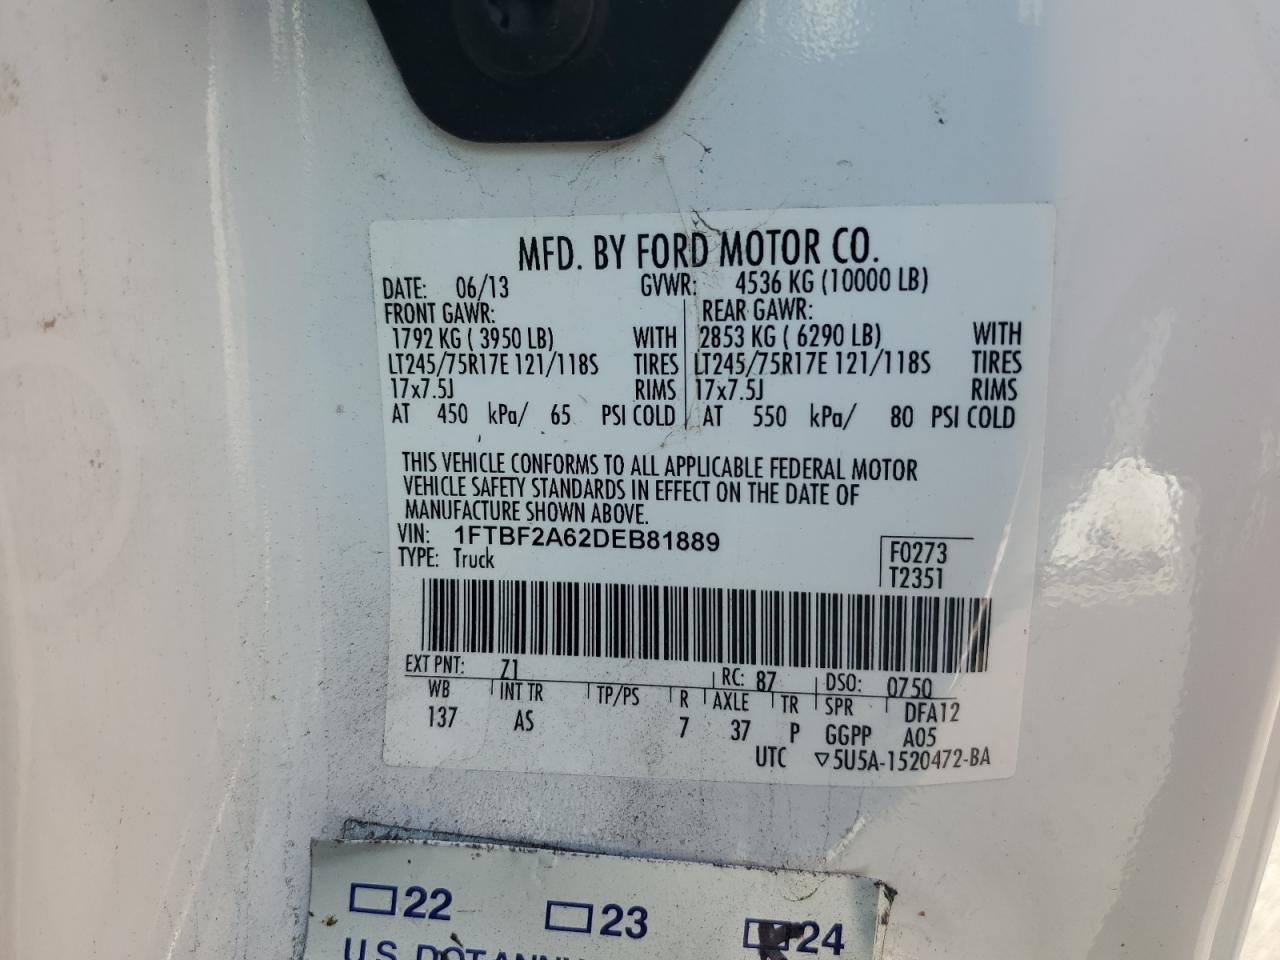 MFD. BY FORD MOTOR CO.
DATE: 06/13 GVWR: 4536 KG (10000 LB)
FRONT GAWR: REAR GAWR:
1792 KG ( 3950 LB) WITH 2853 KG ( 6290 LB) WITH
LT245/75R17E 121/118S TIRES LT245/75R17E 121/118S TIRES
17x7.5J RIMS 17x7.5J RIMS
AT 450 kPa/ 65 PSI COLD AT 550 kPa/ 80 PSI COLD
THIS VEHICLE CONFORMS TO ALL APPLICABLE FEDERAL MOTOR
VEHICLE SAFETY STANDARDS IN EFFECT ON THE DATE OF
MANUFACTURE SHOWN ABOVE.
VIN: 1FTBF2A62DEB81889
TYPE: Truck
F0273
T2351
EXT PNT: Z1 RC: 87 DSO: 0750
WB INT TR TP/PS R AXLE TR SPR DFA12
137 AS 7 37 P GGPP A05
UTC ▽5U5A-1520472-BA
22 23 24
U.S. DOT